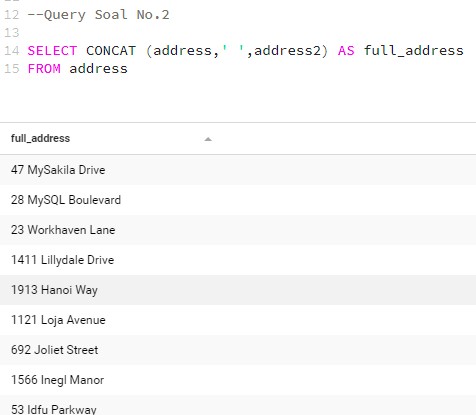 12 --Query Soal No.2
13
14 SELECT CONCAT (address,' ',address2) AS full_address
15 FROM address
full_address
47 MySakila Drive
28 MySQL Boulevard
23 Workhaven Lane
1411 Lillydale Drive
1913 Hanoi Way
1121 Loja Avenue
692 Joliet Street
1566 Inegl Manor
53 Idfu Parkway